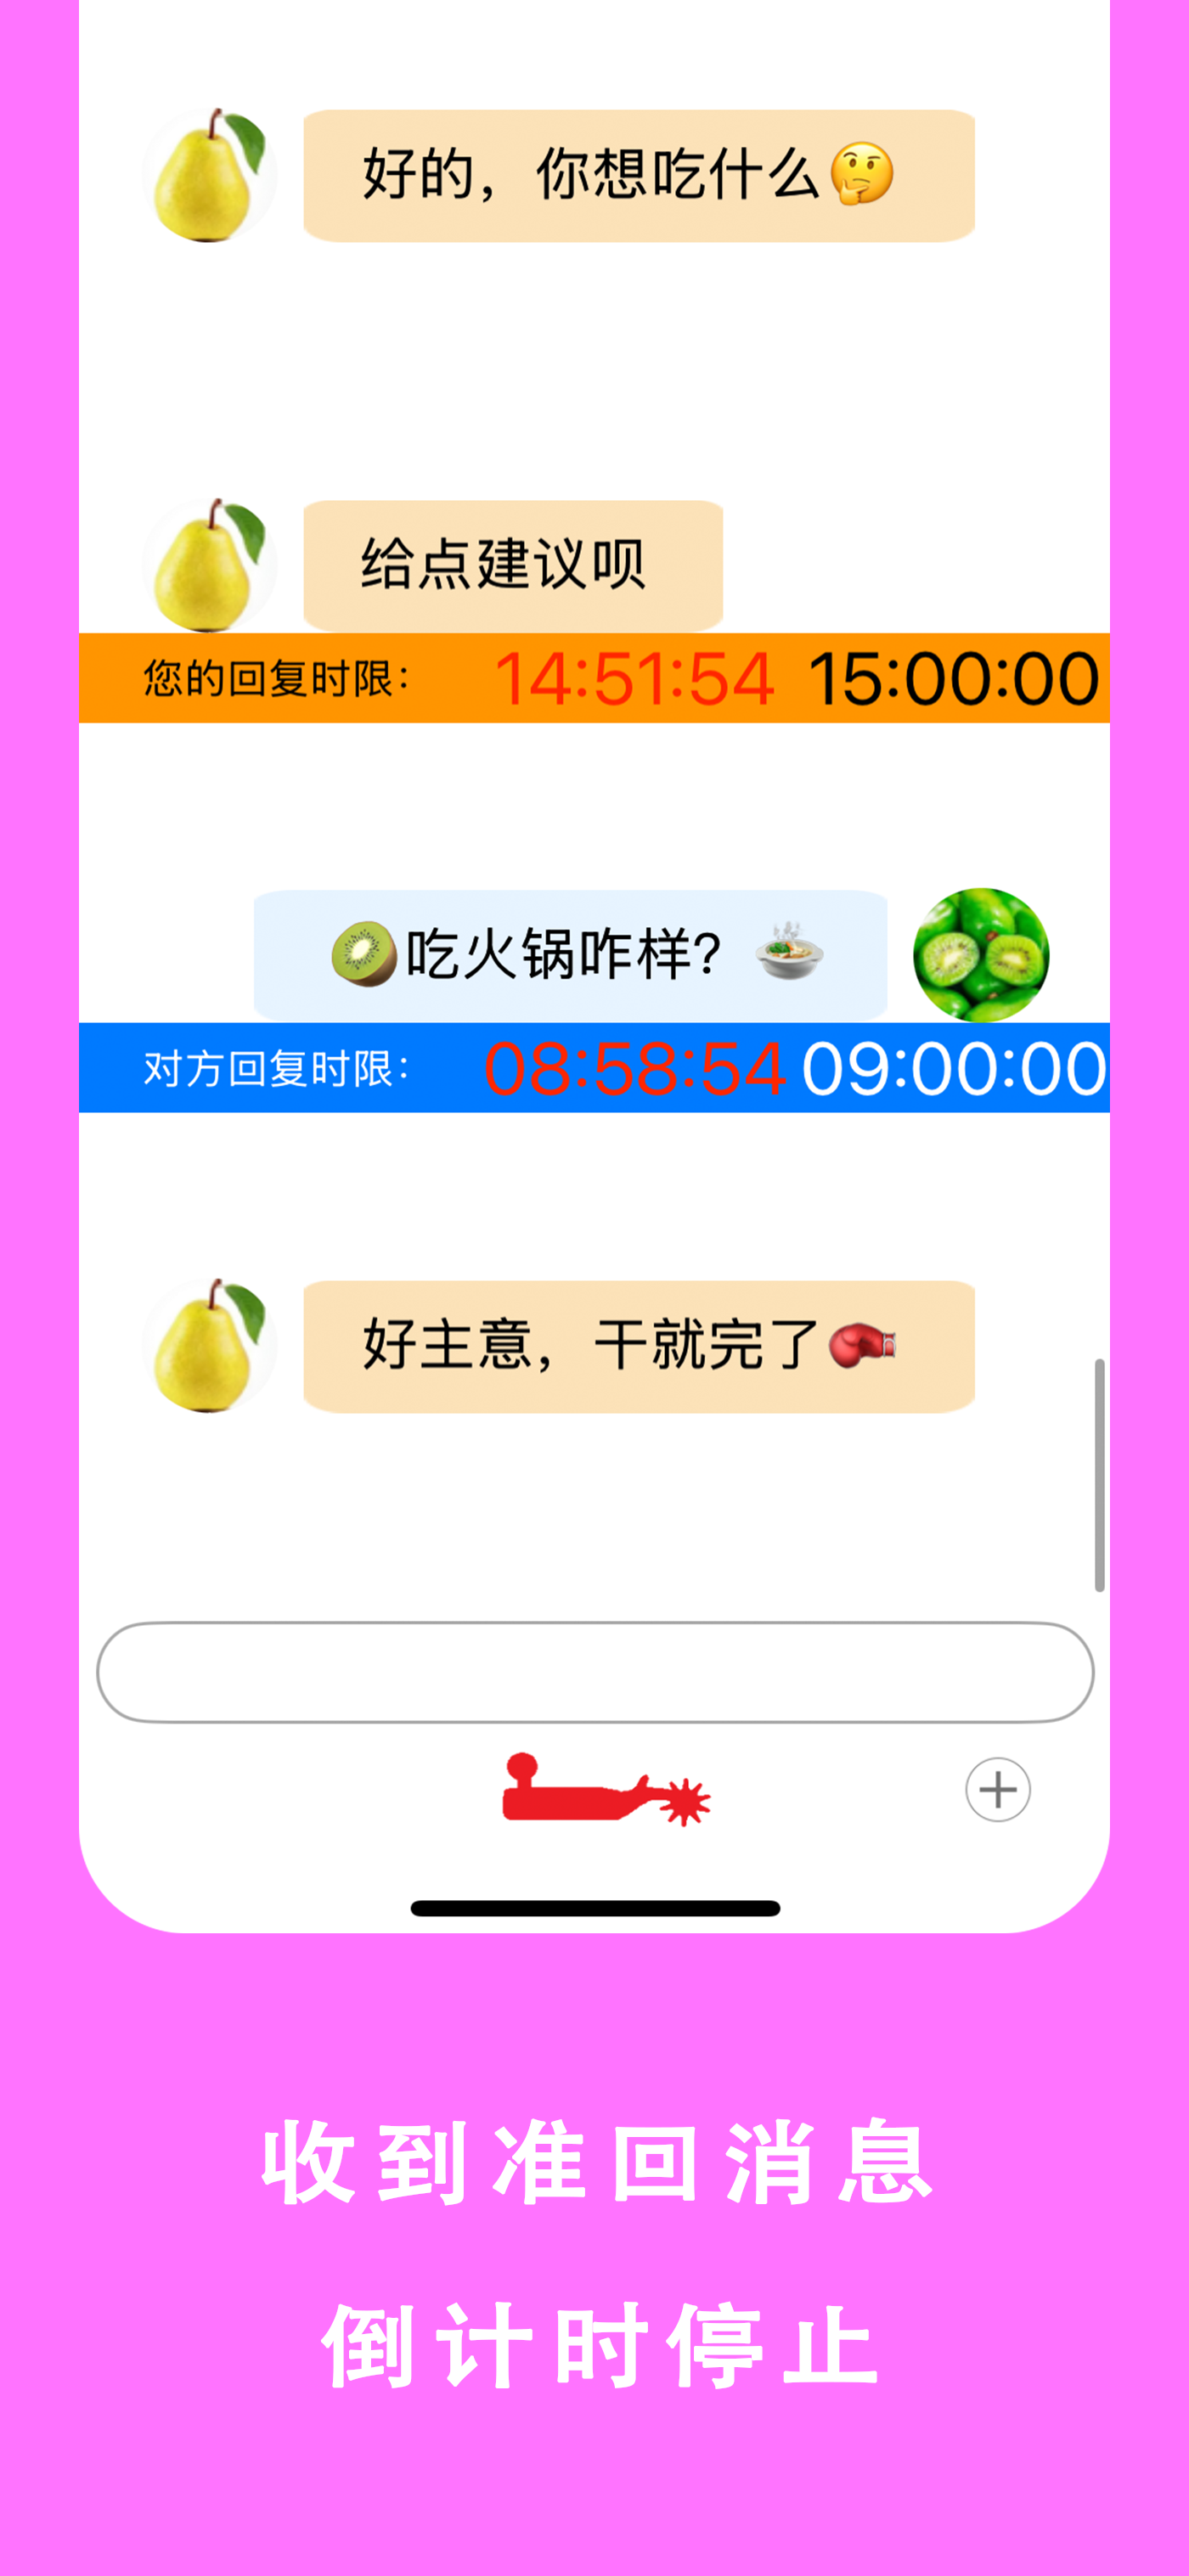 好的，你想吃什么🤔
给点建议呗
您的回复时限： 14:51:54 15:00:00
🥝吃火锅咋样？🍲
对方回复时限： 08:58:54 09:00:00
好主意，干就完了🥊
收到准回消息
倒计时停止